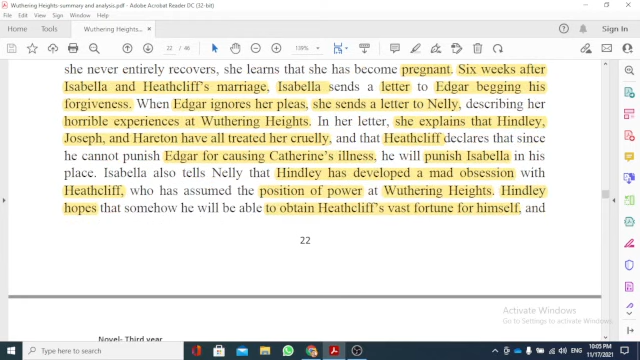 Wuthering Heights-summary and analysis.pdf - Adobe Acrobat Reader DC (32-bit)
File Edit View Sign Window Help
Home Tools Wuthering Heights-... ×
Sign In
22 / 46
139%
she never entirely recovers, she learns that she has become pregnant. Six weeks after
Isabella and Heathcliff's marriage, Isabella sends a letter to Edgar begging his
forgiveness. When Edgar ignores her pleas, she sends a letter to Nelly, describing her
horrible experiences at Wuthering Heights. In her letter, she explains that Hindley,
Joseph, and Hareton have all treated her cruelly, and that Heathcliff declares that since
he cannot punish Edgar for causing Catherine's illness, he will punish Isabella in his
place. Isabella also tells Nelly that Hindley has developed a mad obsession with
Heathcliff, who has assumed the position of power at Wuthering Heights. Hindley
hopes that somehow he will be able to obtain Heathcliff's vast fortune for himself, and
22
Activate Windows
Go to Settings to activate Windows.
Novel- Third year
Type here to search
ENG
10:05 PM
11/17/2021